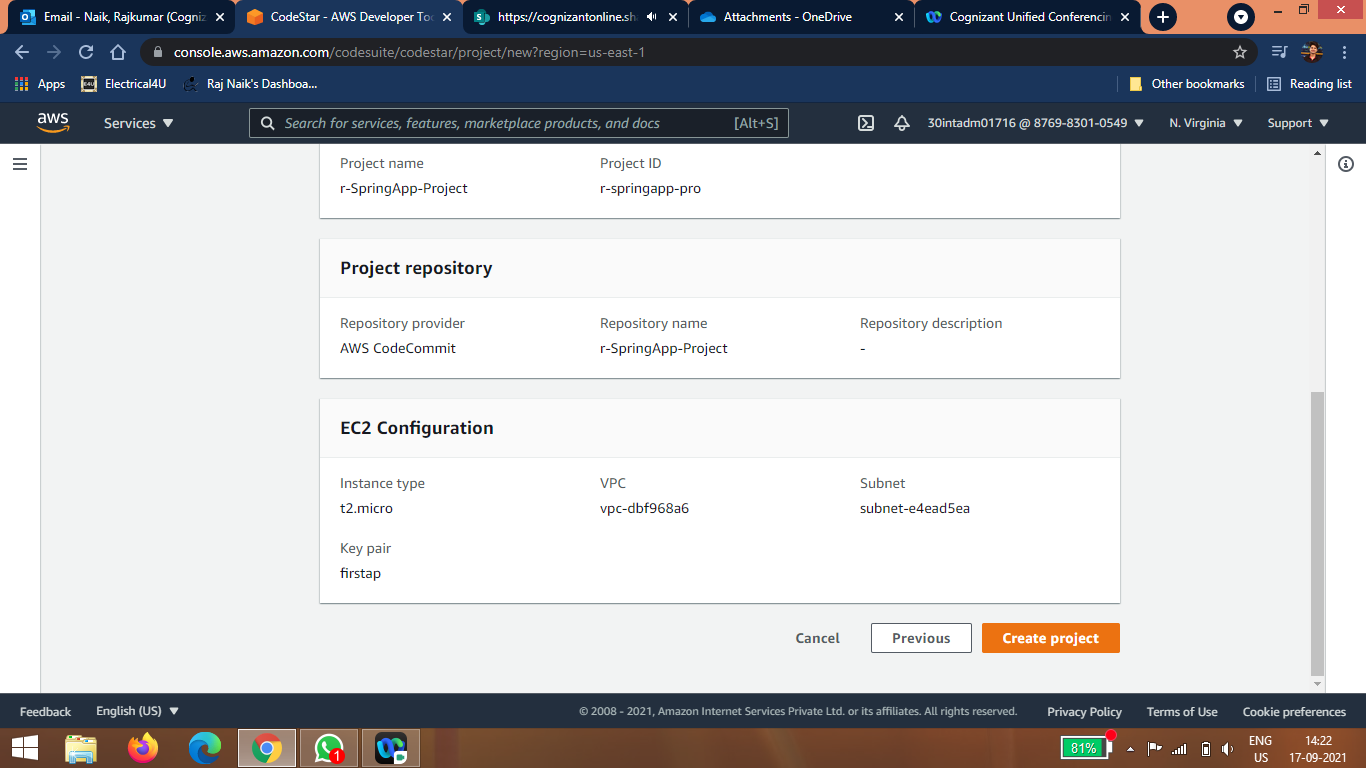 Email - Naik, Rajkumar (Cogniz
CodeStar - AWS Developer Too
https://cognizantonline.sha
Attachments - OneDrive
Cognizant Unified Conferencin
console.aws.amazon.com/codesuite/codestar/project/new?region=us-east-1
Apps
Electrical4U
Raj Naik's Dashboa...
Other bookmarks
Reading list
aws
Services
Search for services, features, marketplace products, and docs
[Alt+S]
30intadm01716 @ 8769-8301-0549
N. Virginia
Support
Project name
Project ID
r-SpringApp-Project
r-springapp-pro
Project repository
Repository provider
Repository name
Repository description
AWS CodeCommit
r-SpringApp-Project
-
EC2 Configuration
Instance type
VPC
Subnet
t2.micro
vpc-dbf968a6
subnet-e4ead5ea
Key pair
firstap
Cancel
Previous
Create project
Feedback
English (US)
© 2008 - 2021, Amazon Internet Services Private Ltd. or its affiliates. All rights reserved.
Privacy Policy
Terms of Use
Cookie preferences
1
81%
ENG
US
14:22
17-09-2021